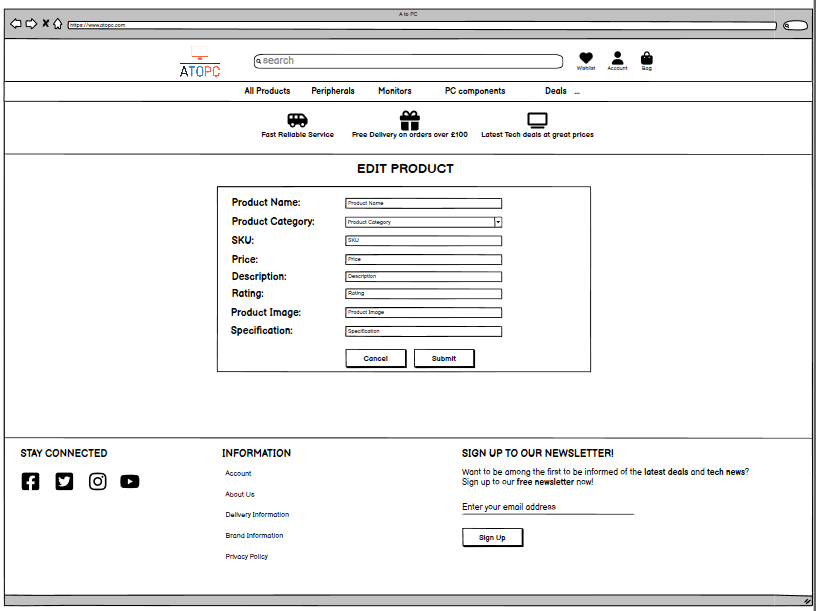 A to PC
https://www.atopc.com
ATOPC
search
Wishlist
Account
Bag
All Products
Peripherals
Monitors
PC components
Deals ...
Fast Reliable Service
Free Delivery on orders over £100
Latest Tech deals at great prices
EDIT PRODUCT
Product Name:
Product Name
Product Category:
Product Category
SKU:
SKU
Price:
Price
Description:
Description
Rating:
Rating
Product Image:
Product Image
Specification:
Specification
Cancel
Submit
STAY CONNECTED
INFORMATION
Account
About Us
Delivery Information
Brand Information
Privacy Policy
SIGN UP TO OUR NEWSLETTER!
Want to be among the first to be informed of the latest deals and tech news?
Sign up to our free newsletter now!
Enter your email address
Sign Up